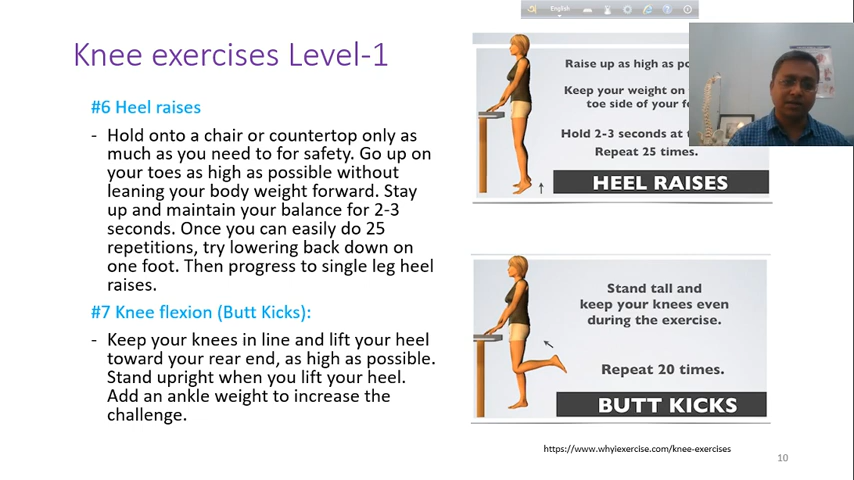 English
Knee exercises Level-1
#6 Heel raises
- Hold onto a chair or countertop only as
much as you need to for safety. Go up on
your toes as high as possible without
leaning your body weight forward. Stay
up and maintain your balance for 2-3
seconds. Once you can easily do 25
repetitions, try lowering back down on
one foot. Then progress to single leg heel
raises.
#7 Knee flexion (Butt Kicks):
- Keep your knees in line and lift your heel
toward your rear end, as high as possible.
Stand upright when you lift your heel.
Add an ankle weight to increase the
challenge.
Raise up as high as
Keep your weight on
toe side of your
Hold 2-3 seconds at
Repeat 25 times.
HEEL RAISES
Stand tall and
keep your knees even
during the exercise.
Repeat 20 times.
BUTT KICKS
https://www.whyiexercise.com/knee-exercises
10